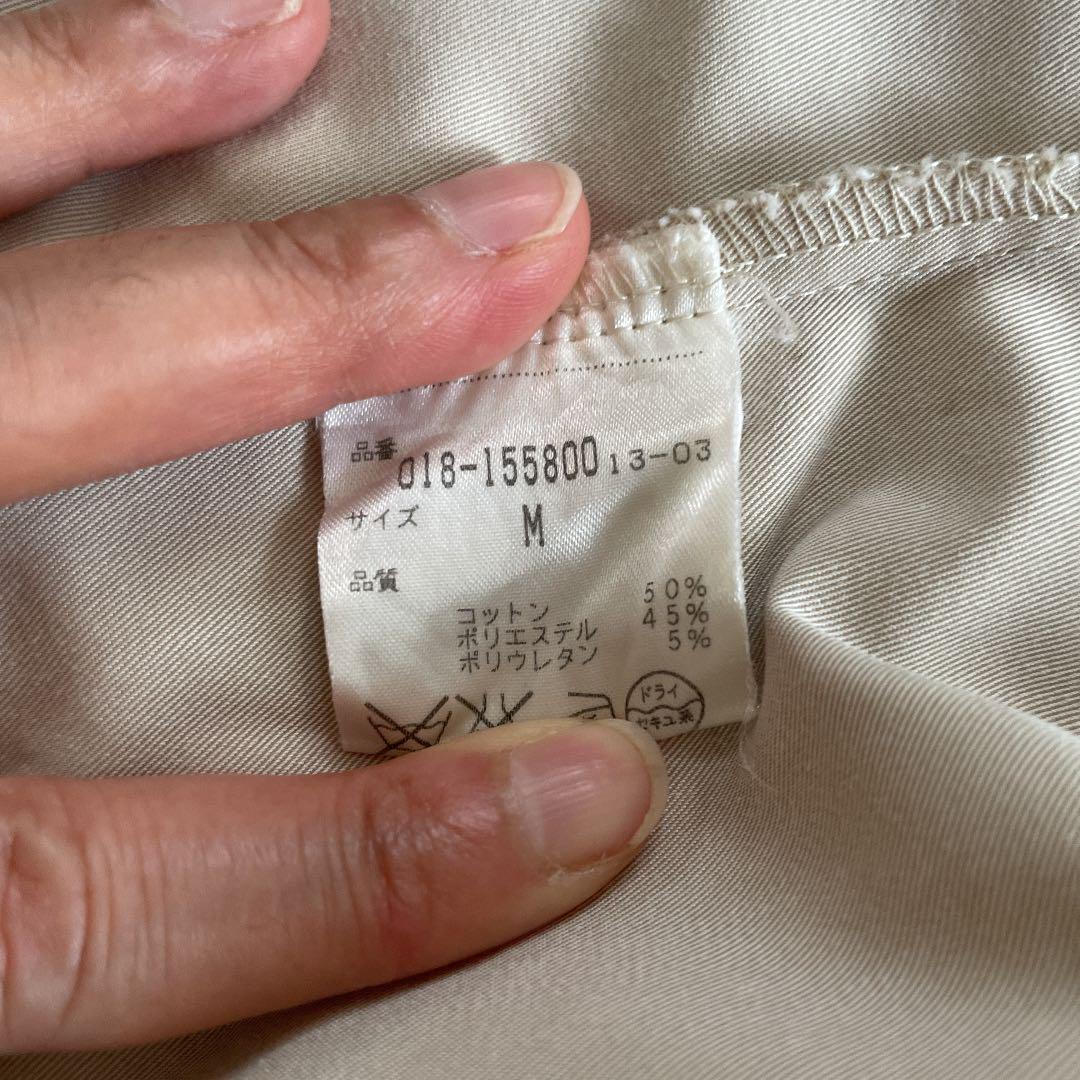 品番 018-155800 13-03
サイズ M
品質
コットン 50%
ポリエステル 45%
ポリウレタン 5%
ドライ
セキユ系